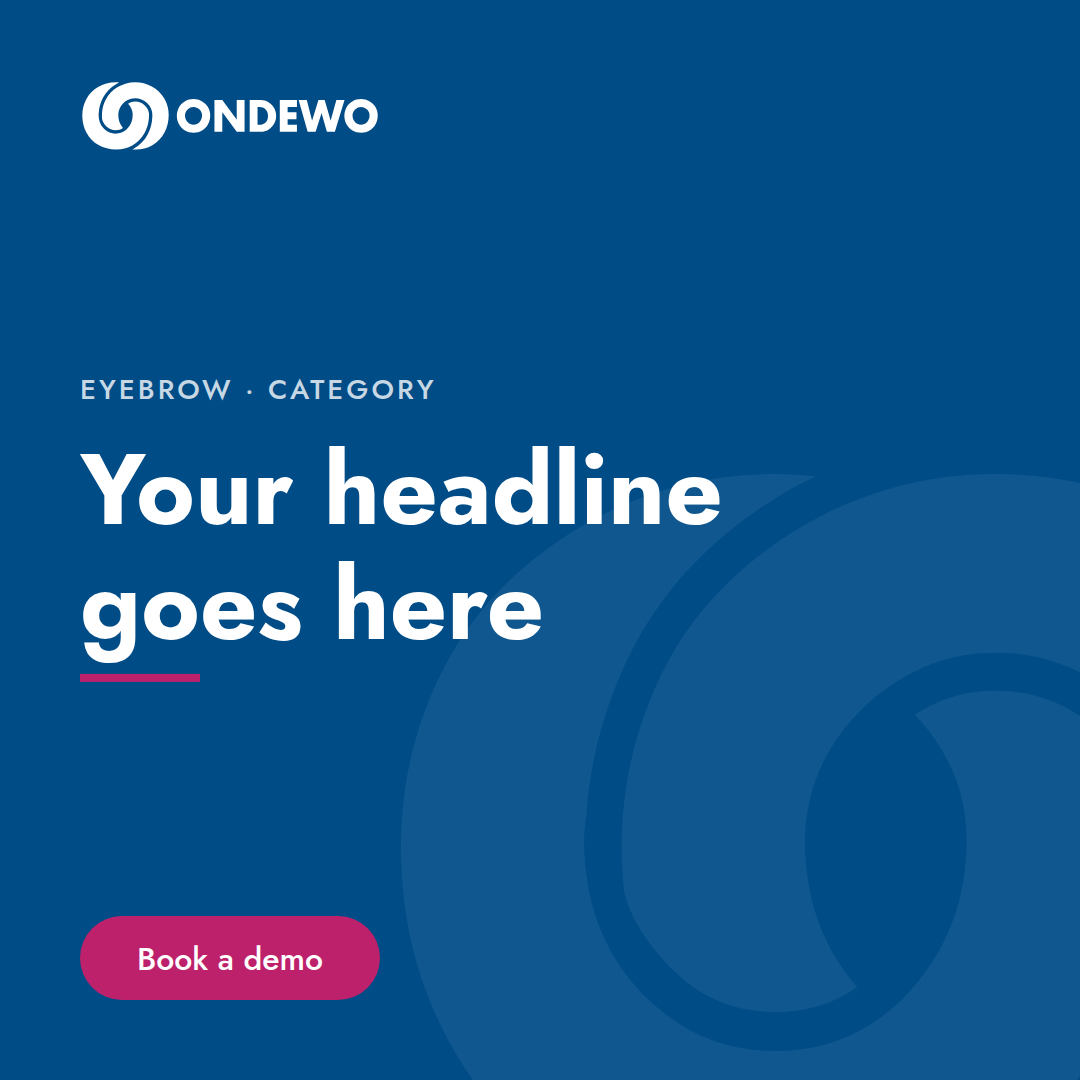 ONDEWO
EYEBROW · CATEGORY
Your headline
goes here
Book a demo